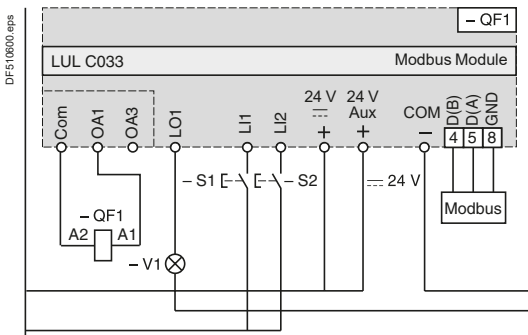 DF510600.eps
– QF1
LUL C033 Modbus Module
Com OA1 OA3 LO1 LI1 LI2 24 V + 24 V Aux + COM – D(B) D(A) GND
4 5 8
– S1 – S2 24 V
Modbus
– QF1
A2 A1
– V1